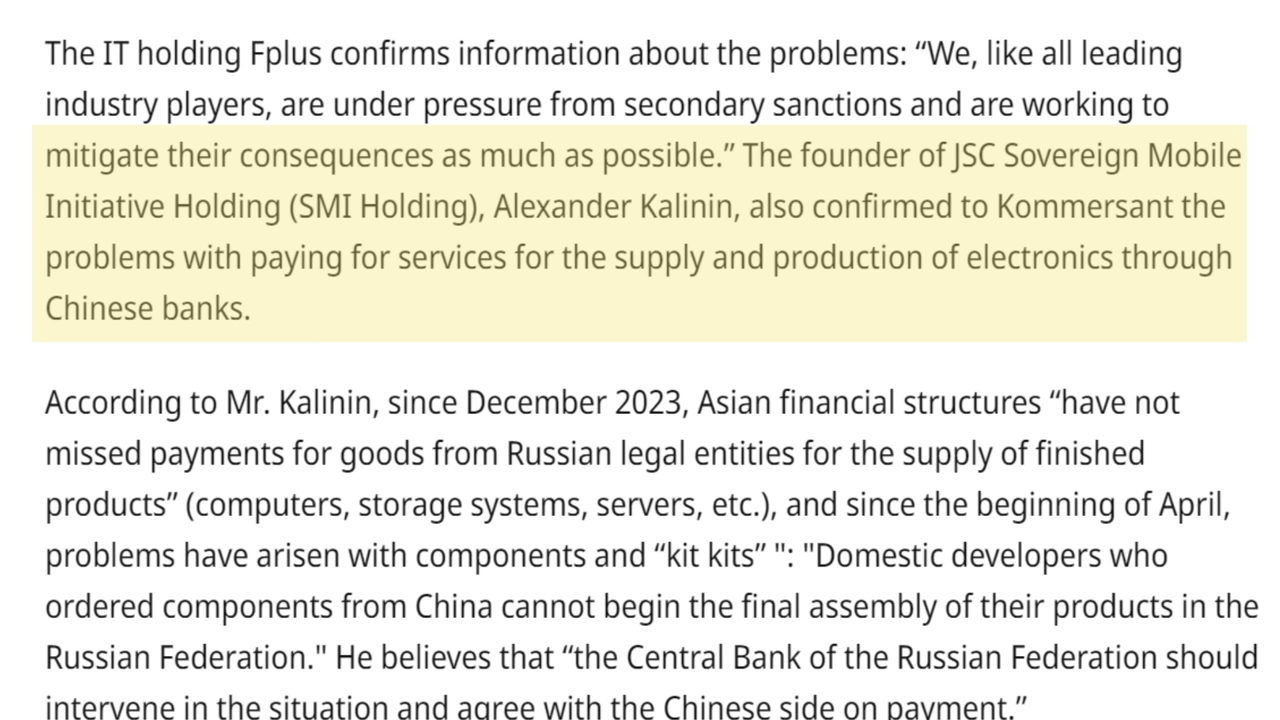 The IT holding Fplus confirms information about the problems: “We, like all leading
industry players, are under pressure from secondary sanctions and are working to
mitigate their consequences as much as possible.” The founder of JSC Sovereign Mobile
Initiative Holding (SMI Holding), Alexander Kalinin, also confirmed to Kommersant the
problems with paying for services for the supply and production of electronics through
Chinese banks.
According to Mr. Kalinin, since December 2023, Asian financial structures “have not
missed payments for goods from Russian legal entities for the supply of finished
products” (computers, storage systems, servers, etc.), and since the beginning of April,
problems have arisen with components and “kit kits” ": "Domestic developers who
ordered components from China cannot begin the final assembly of their products in the
Russian Federation." He believes that “the Central Bank of the Russian Federation should
intervene in the situation and agree with the Chinese side on payment.”